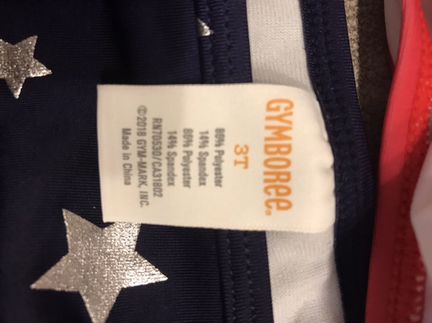 GYMBOREE®
3T
86% Polyester
14% Spandex
86% Polyester
14% Spandex
RN70530/CA31802
©2018 GYM-MARK, INC.
Made in China